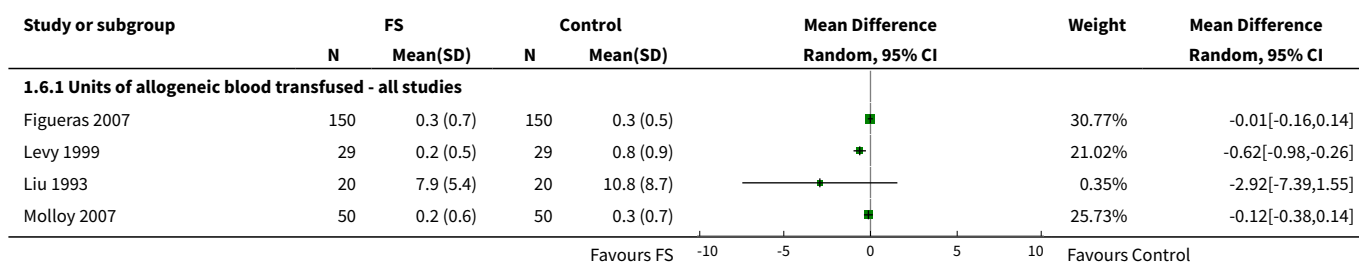 Study or subgroup FS Control Mean Difference Weight Mean Difference
N Mean(SD) N Mean(SD) Random, 95% CI Random, 95% CI
1.6.1 Units of allogeneic blood transfused - all studies
Figueras 2007 150 0.3 (0.7) 150 0.3 (0.5) 30.77% -0.01[-0.16,0.14]
Levy 1999 29 0.2 (0.5) 29 0.8 (0.9) 21.02% -0.62[-0.98,-0.26]
Liu 1993 20 7.9 (5.4) 20 10.8 (8.7) 0.35% -2.92[-7.39,1.55]
Molloy 2007 50 0.2 (0.6) 50 0.3 (0.7) 25.73% -0.12[-0.38,0.14]
Favours FS -10 -5 0 5 10 Favours Control